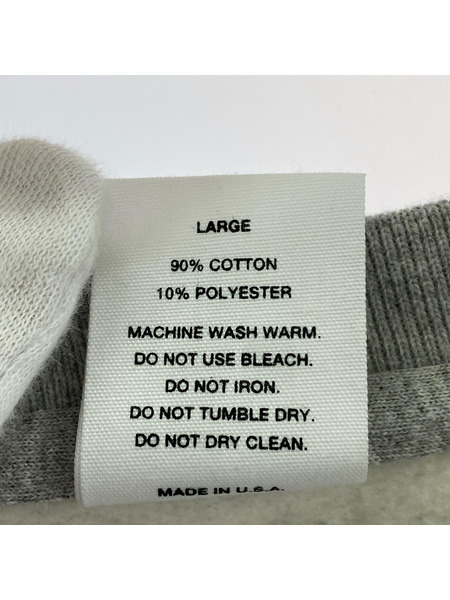 LARGE
90% COTTON
10% POLYESTER
MACHINE WASH WARM.
DO NOT USE BLEACH.
DO NOT IRON.
DO NOT TUMBLE DRY.
DO NOT DRY CLEAN.
MADE IN U.S.A.